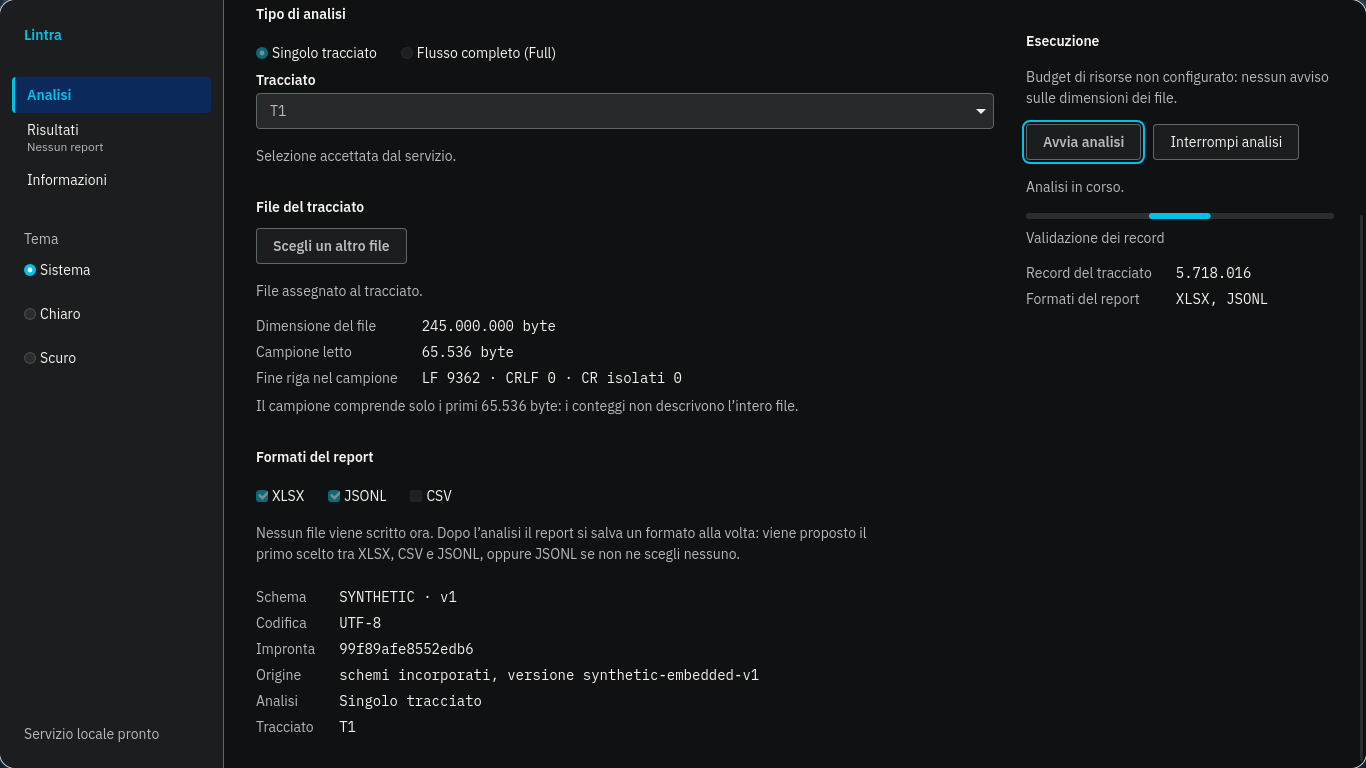 Lintra
Analisi
Risultati
Nessun report
Informazioni
Tema
Sistema
Chiaro
Scuro
Servizio locale pronto
Tipo di analisi
Singolo tracciato Flusso completo (Full)
Tracciato
T1
Selezione accettata dal servizio.
File del tracciato
Scegli un altro file
File assegnato al tracciato.
Dimensione del file 245.000.000 byte
Campione letto 65.536 byte
Fine riga nel campione LF 9362 · CRLF 0 · CR isolati 0
Il campione comprende solo i primi 65.536 byte: i conteggi non descrivono l’intero file.
Formati del report
XLSX JSONL CSV
Nessun file viene scritto ora. Dopo l’analisi il report si salva un formato alla volta: viene proposto il
primo scelto tra XLSX, CSV e JSONL, oppure JSONL se non ne scegli nessuno.
Schema SYNTHETIC · v1
Codifica UTF-8
Impronta 99f89afe8552edb6
Origine schemi incorporati, versione synthetic-embedded-v1
Analisi Singolo tracciato
Tracciato T1
Esecuzione
Budget di risorse non configurato: nessun avviso
sulle dimensioni dei file.
Avvia analisi Interrompi analisi
Analisi in corso.
Validazione dei record
Record del tracciato 5.718.016
Formati del report XLSX, JSONL